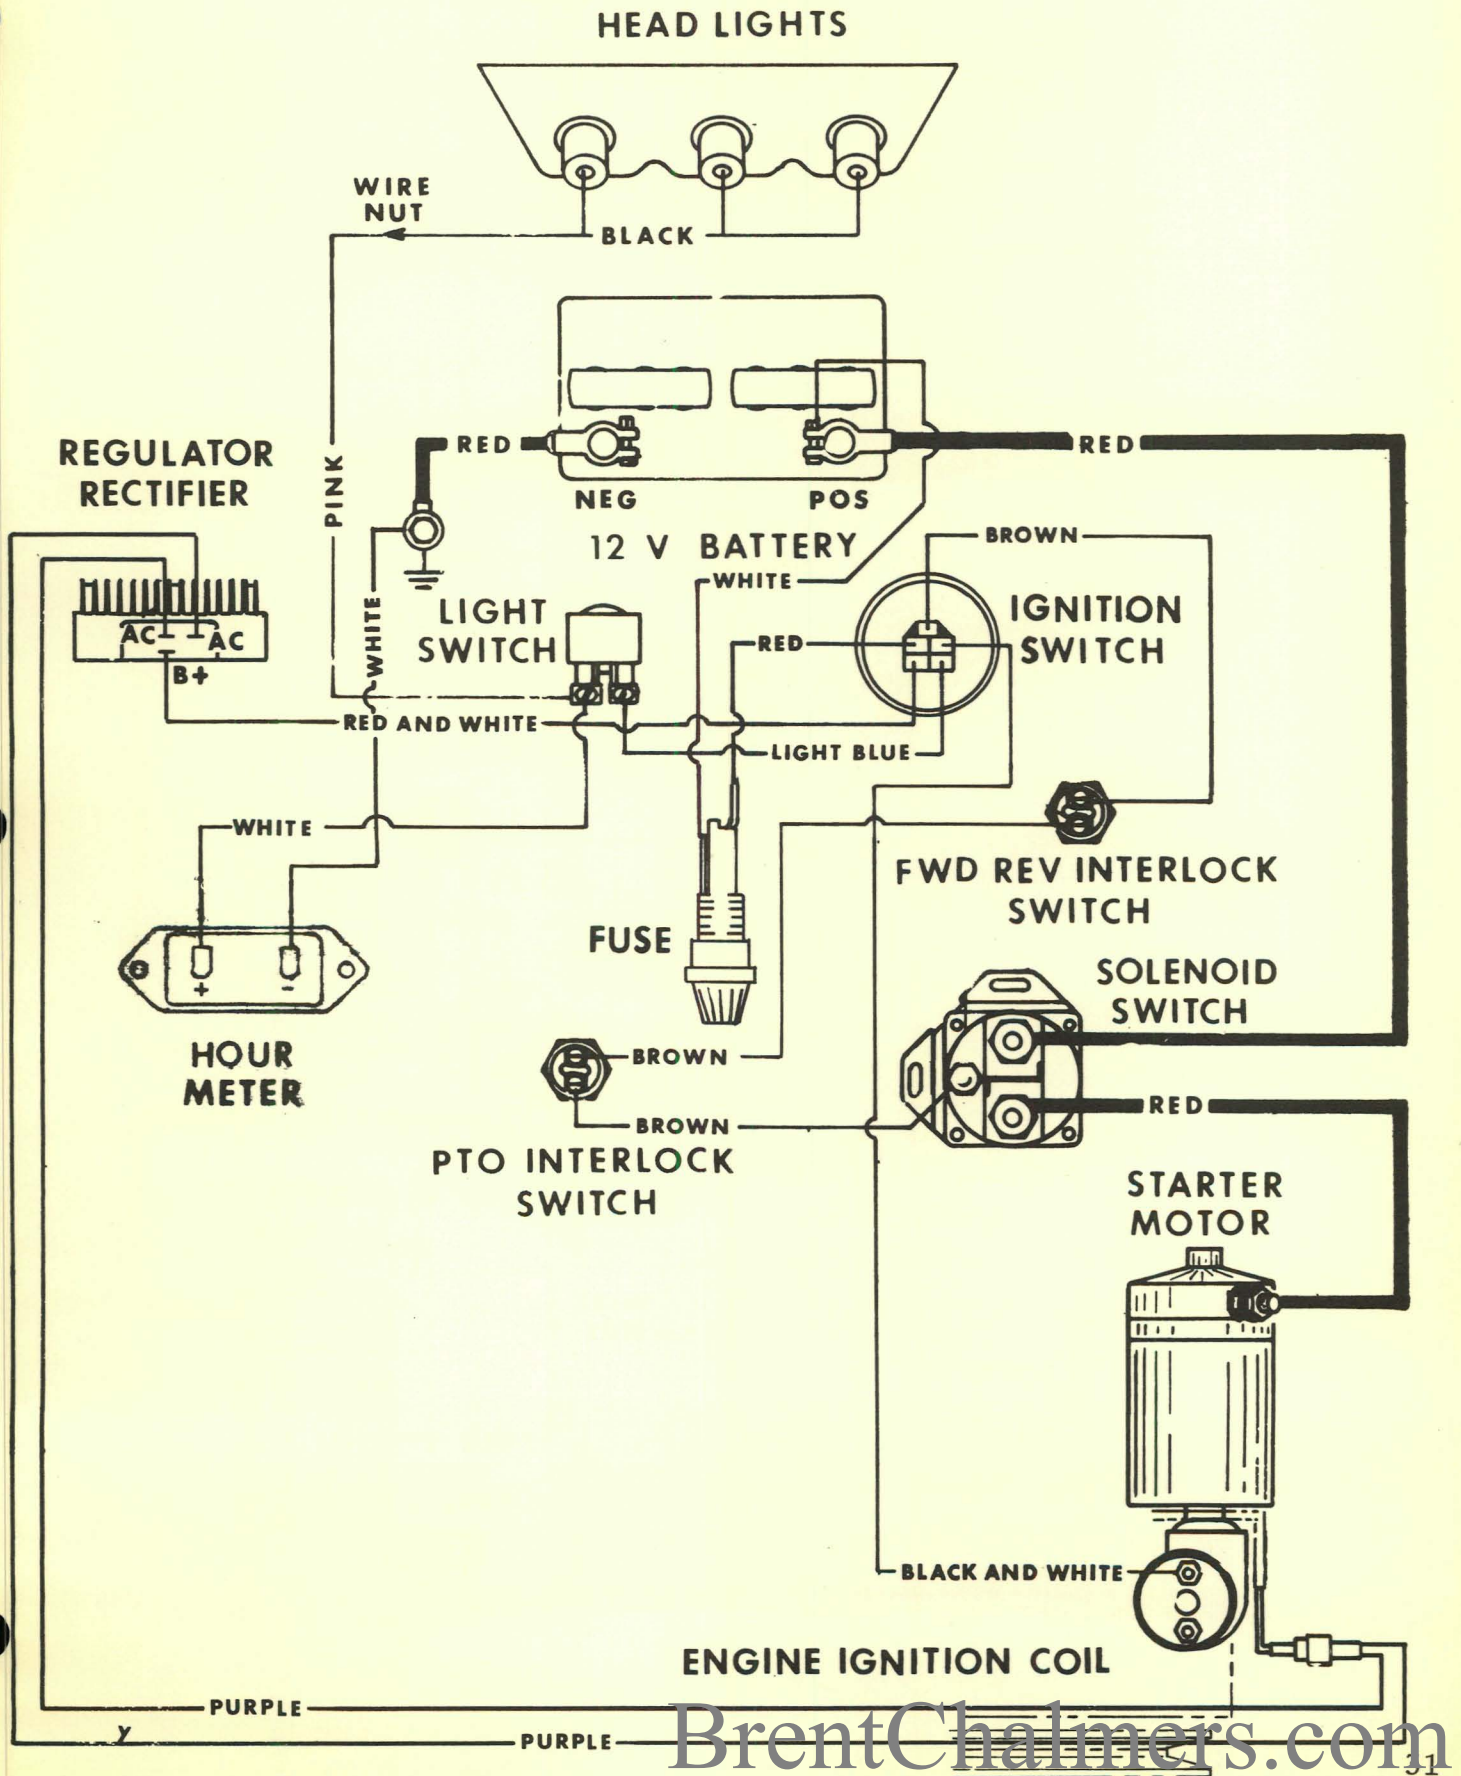 HEAD LIGHTS
WIRE
NUT
BLACK
RED
RED
PINK
REGULATOR
RECTIFIER
NEG
POS
12 V BATTERY
BROWN
WHITE
WHITE
LIGHT
SWITCH
RED
IGNITION
SWITCH
AC
AC
B+
RED AND WHITE
LIGHT BLUE
WHITE
FWD REV INTERLOCK
SWITCH
FUSE
+
-
HOUR
METER
SOLENOID
SWITCH
BROWN
BROWN
RED
PTO INTERLOCK
SWITCH
STARTER
MOTOR
BLACK AND WHITE
ENGINE IGNITION COIL
PURPLE
PURPLE
BrentChalmers.com
31